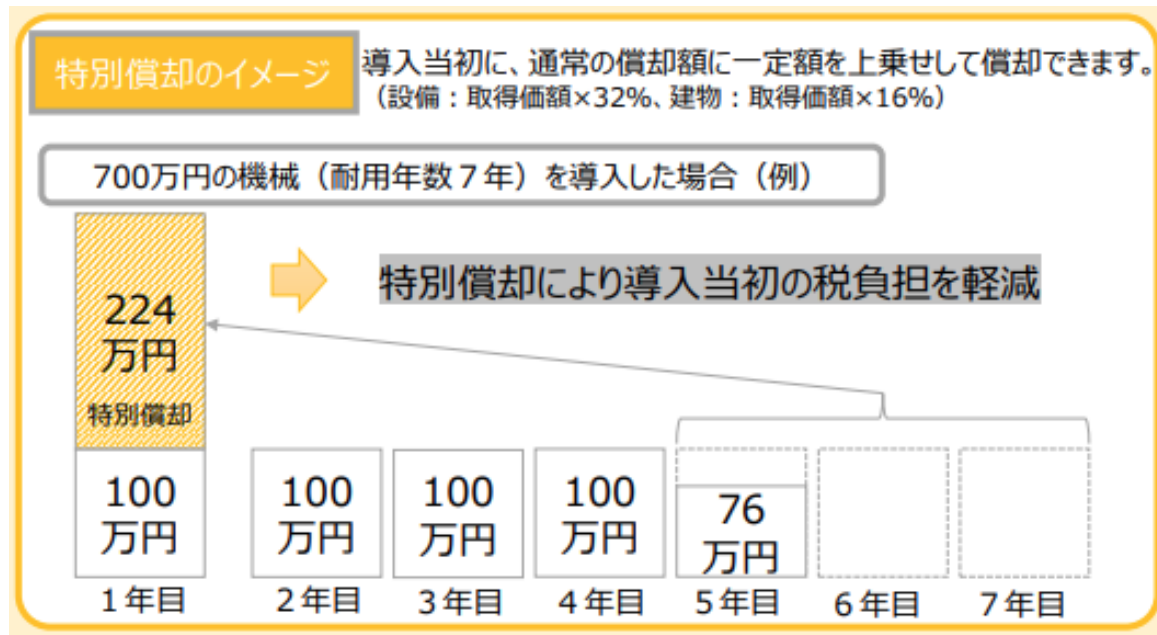 特別償却のイメージ
導入当初に、通常の償却額に一定額を上乗せして償却できます。
（設備：取得価額×32%、建物：取得価額×16%）
700万円の機械（耐用年数７年）を導入した場合（例）
特別償却により導入当初の税負担を軽減
224
万円
特別償却
100
万円
100
万円
100
万円
100
万円
76
万円
１年目
２年目
３年目
４年目
５年目
６年目
７年目